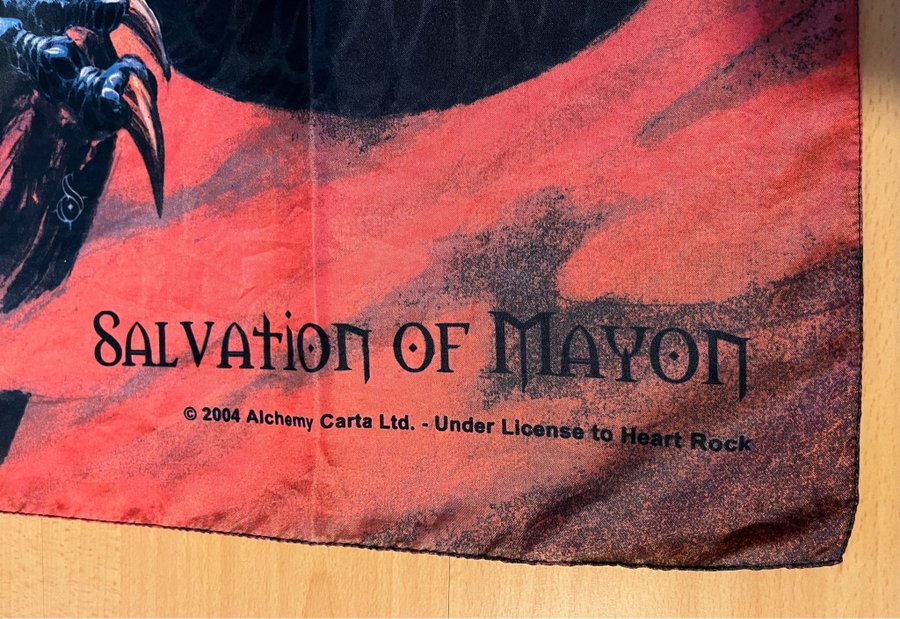 Salvation of Mayon
© 2004 Alchemy Carta Ltd. - Under License to Heart Rock